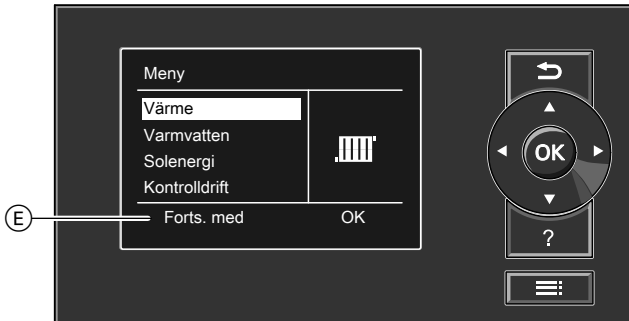 Meny
Värme
Varmvatten
Solenergi
Kontrolldrift
Forts. med OK
E
OK
?